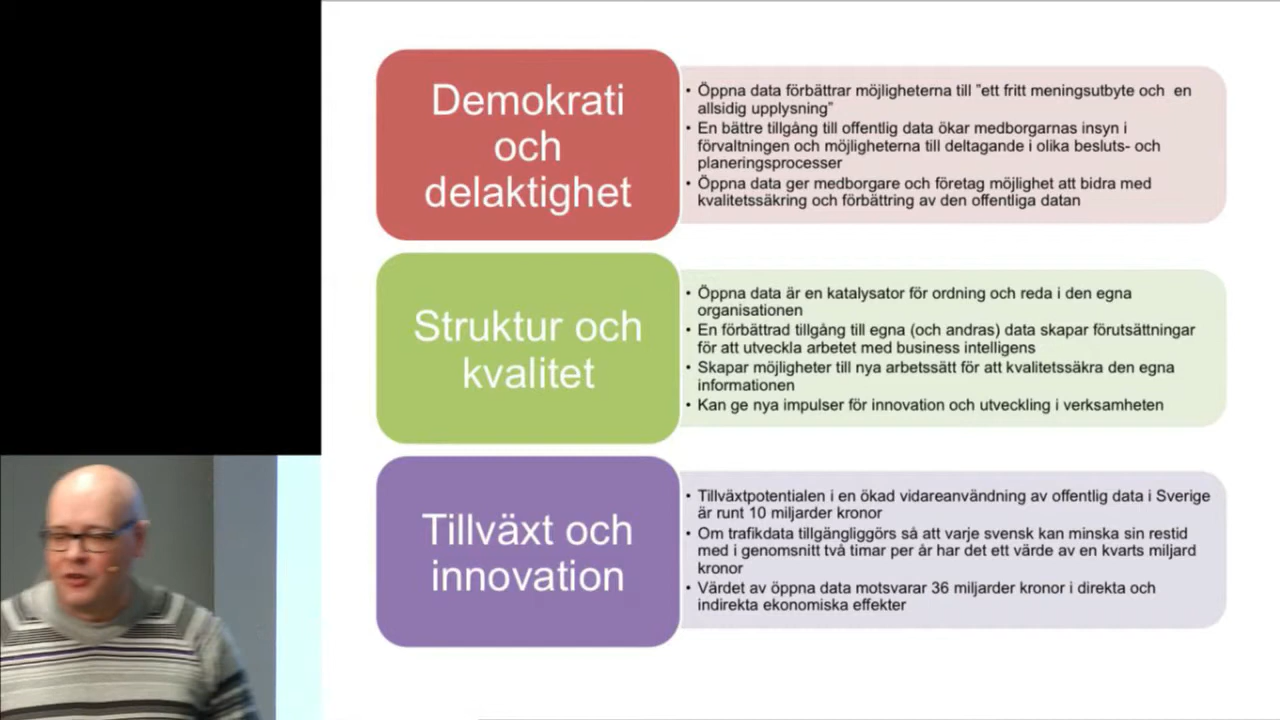 Demokrati
och
delaktighet
• Öppna data förbättrar möjligheterna till ”ett fritt meningsutbyte och en
allsidig upplysning”
• En bättre tillgång till offentlig data ökar medborgarnas insyn i
förvaltningen och möjligheterna till deltagande i olika besluts- och
planeringsprocesser
• Öppna data ger medborgare och företag möjlighet att bidra med
kvalitetssäkring och förbättring av den offentliga datan
Struktur och
kvalitet
• Öppna data är en katalysator för ordning och reda i den egna
organisationen
• En förbättrad tillgång till egna (och andras) data skapar förutsättningar
för att utveckla arbetet med business intelligens
• Skapar möjligheter till nya arbetssätt för att kvalitetssäkra den egna
informationen
• Kan ge nya impulser för innovation och utveckling i verksamheten
Tillväxt och
innovation
• Tillväxtpotentialen i en ökad vidareanvändning av offentlig data i Sverige
är runt 10 miljarder kronor
• Om trafikdata tillgängliggörs så att varje svensk kan minska sin restid
med i genomsnitt två timar per år har det ett värde av en kvarts miljard
kronor
• Värdet av öppna data motsvarar 36 miljarder kronor i direkta och
indirekta ekonomiska effekter